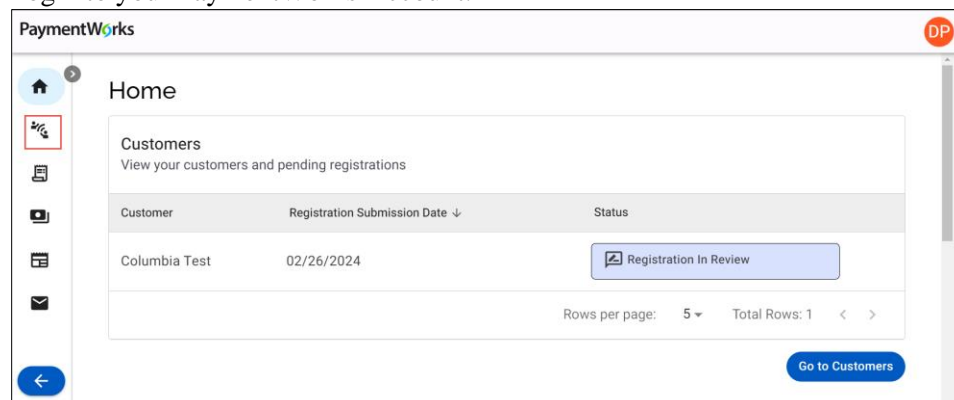 PaymentWorks
DP
Home
Customers
View your customers and pending registrations
Customer Registration Submission Date ↓ Status
Columbia Test 02/26/2024 Registration In Review
Rows per page: 5 Total Rows: 1 < >
Go to Customers